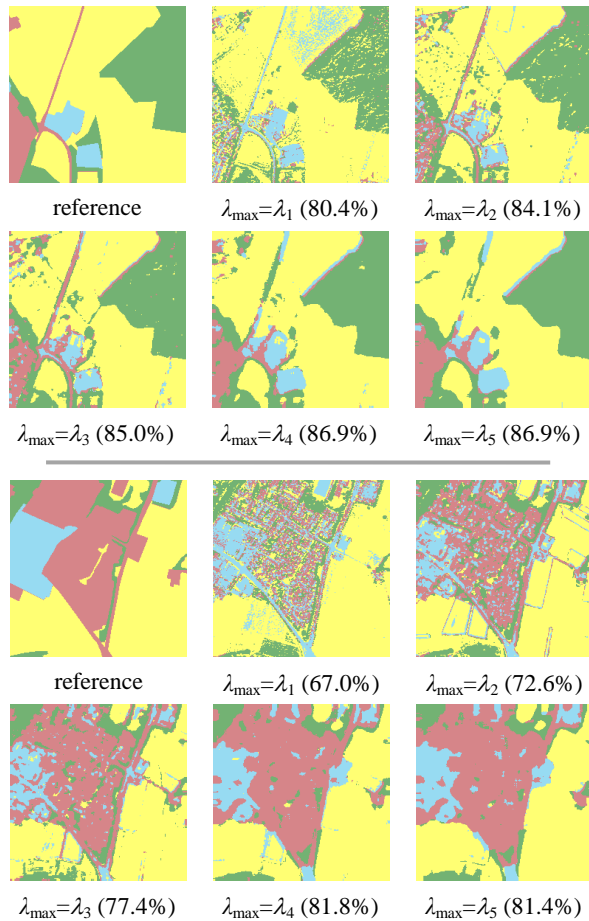 reference λmax=λ1 (80.4%) λmax=λ2 (84.1%)
λmax=λ3 (85.0%) λmax=λ4 (86.9%) λmax=λ5 (86.9%)
reference λmax=λ1 (67.0%) λmax=λ2 (72.6%)
λmax=λ3 (77.4%) λmax=λ4 (81.8%) λmax=λ5 (81.4%)